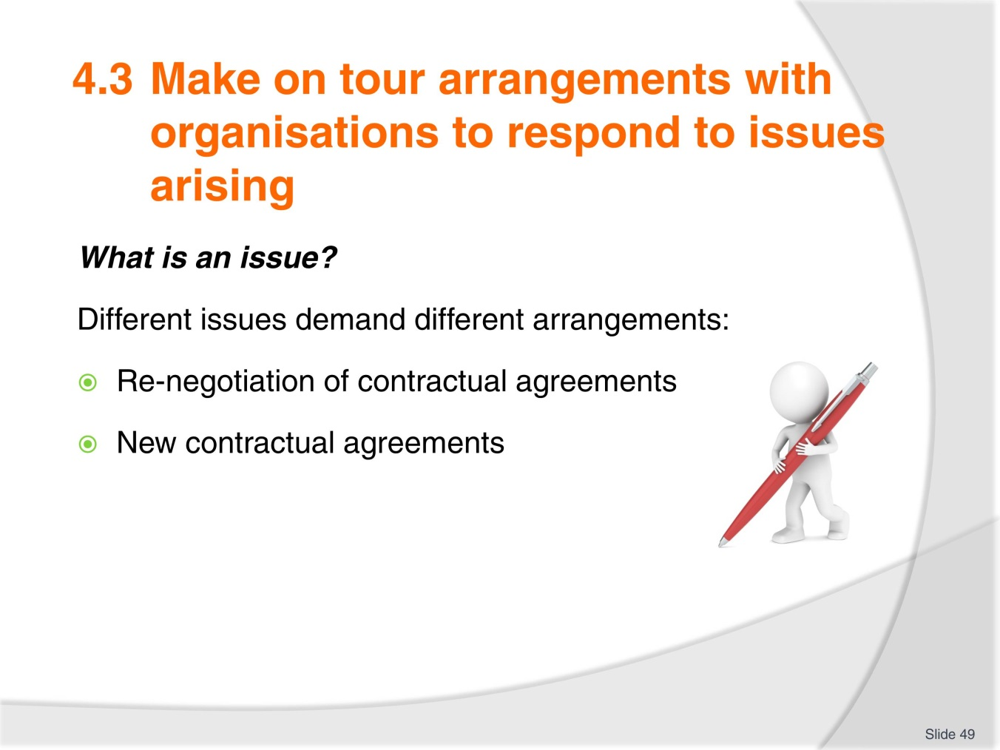 4.3 Make on tour arrangements with
organisations to respond to issues
arising
What is an issue?
Different issues demand different arrangements:
Re-negotiation of contractual agreements
New contractual agreements
Slide 49